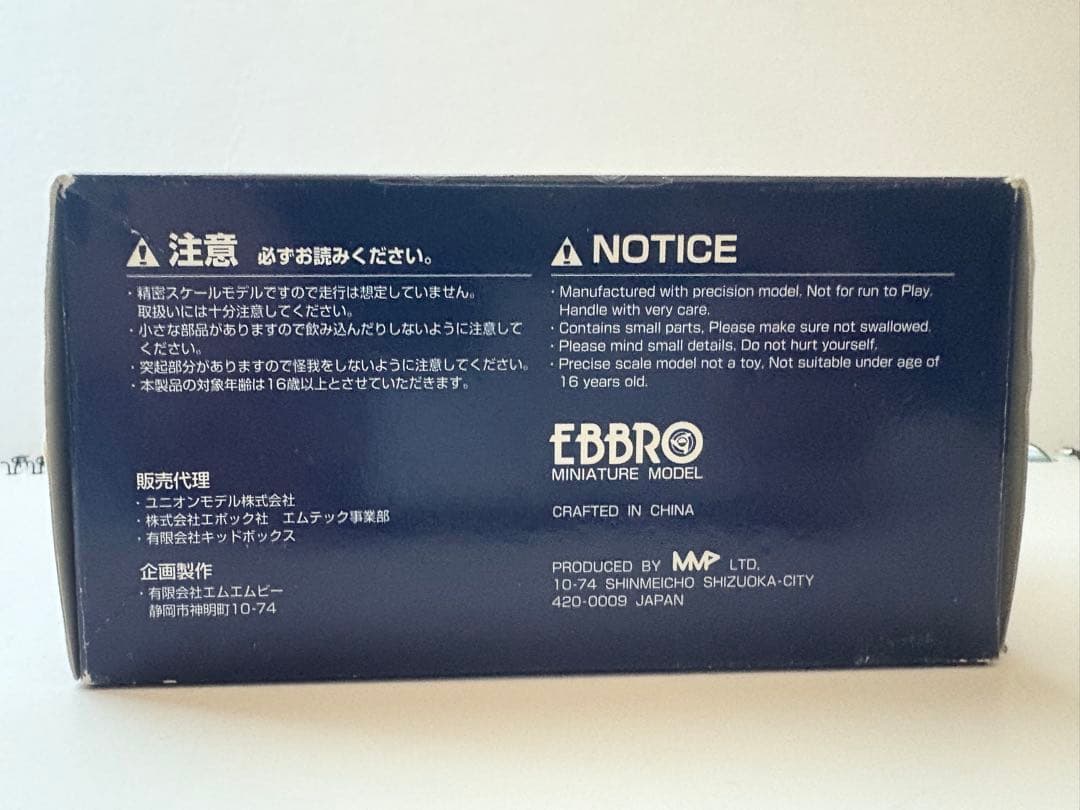 注意 必ずお読みください。
・精密スケールモデルですので走行は想定していません。
取扱いには十分注意してください。
・小さな部品がありますので飲み込んだりしないように注意して
ください。
・突起部分がありますので怪我をしないように注意してください。
・本製品の対象年齢は16歳以上とさせていただきます。
販売代理
・ユニオンモデル株式会社
・株式会社エポック社 エムテック事業部
・有限会社キッドボックス
企画製作
・有限会社エムエムピー
静岡市神明町10-74
NOTICE
・Manufactured with precision model. Not for run to Play.
Handle with very care.
・Contains small parts. Please make sure not swallowed.
・Please mind small details. Do not hurt yourself.
・Precise scale model not a toy. Not suitable under age of
16 years old.
EBBRO
MINIATURE MODEL
CRAFTED IN CHINA
PRODUCED BY MMP LTD.
10-74 SHINMEICHO SHIZUOKA-CITY
420-0009 JAPAN